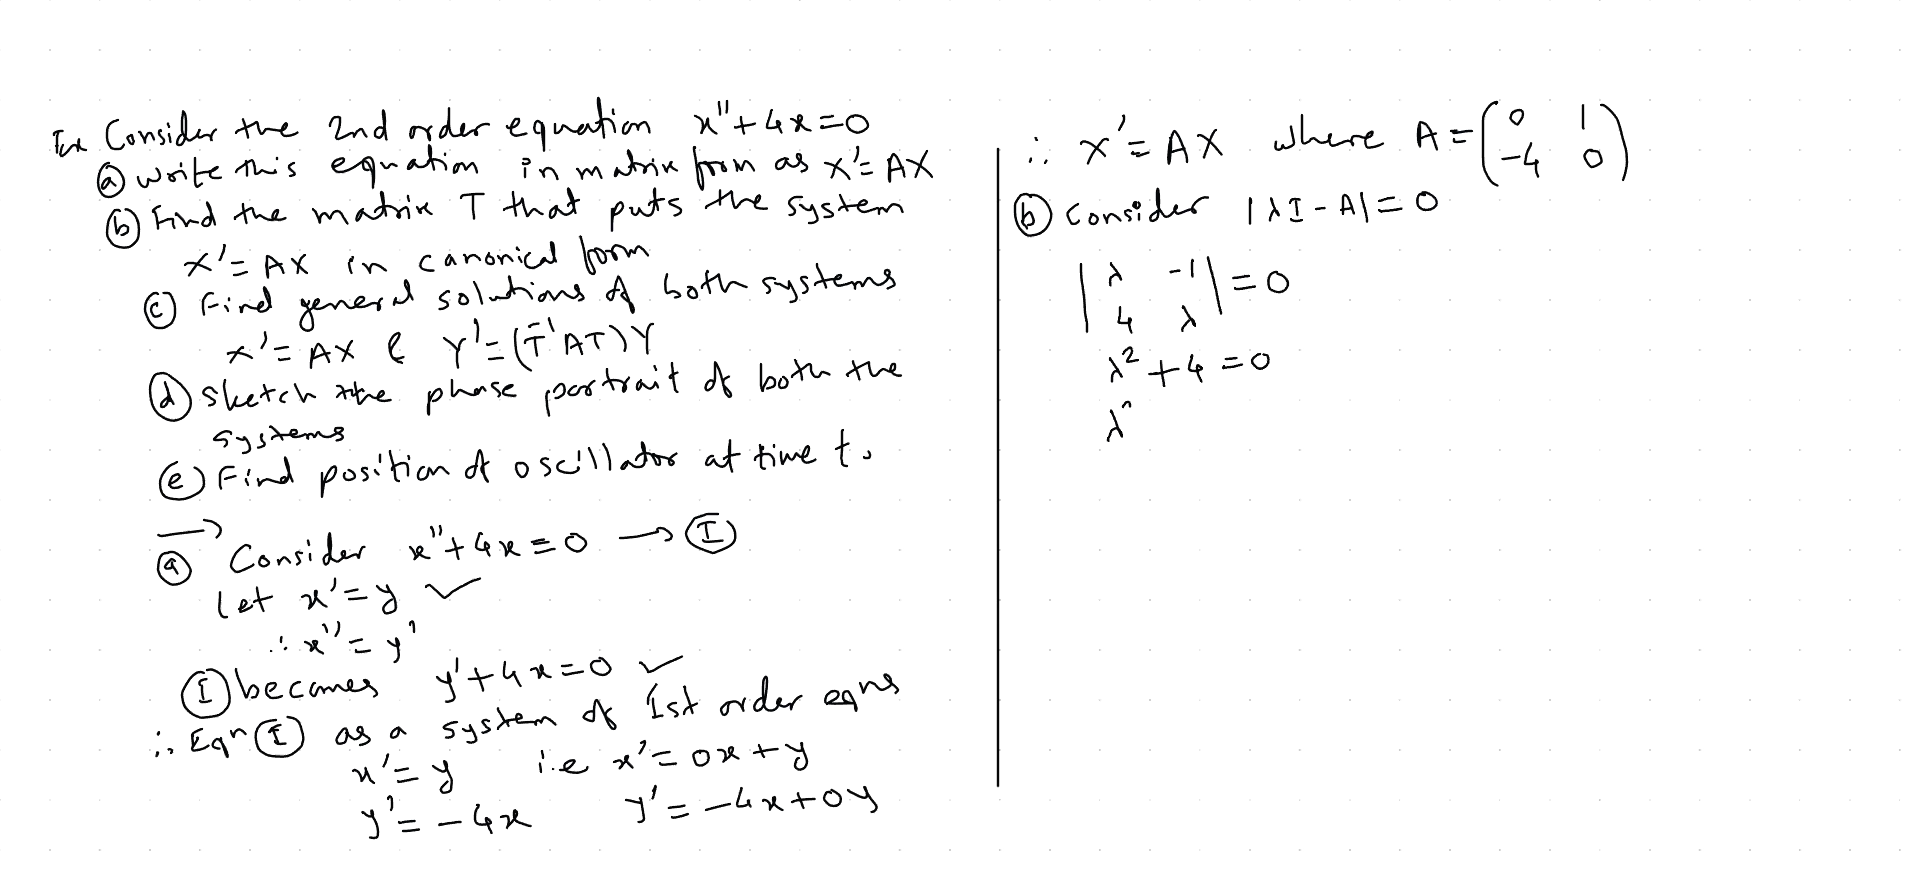 Ex Consider the 2nd order equation x''+4x=0
(a) write this equation in matrix form as X'=AX
(b) Find the matrix T that puts the system
X'=AX in canonical form
(c) Find general solutions of both systems
X'=AX & Y'=(T⁻¹AT)Y
(d) Sketch the phase portrait of both the
systems
(e) Find position of oscillator at time t.
→
(a) Consider x''+4x=0 → (I)
Let x'=y ✓
∴ x''=y'
(I) becomes y'+4x=0 ✓
∴ Eqn (I) as a system of 1st order eqns
x'=y i.e x'=0x+y
y'=-4x y'=-4x+0y
∴ X'=AX where A=(0 1
-4 0)
(b) Consider |λI-A|=0
|λ -1|=0
|4 λ|
λ²+4=0
λ